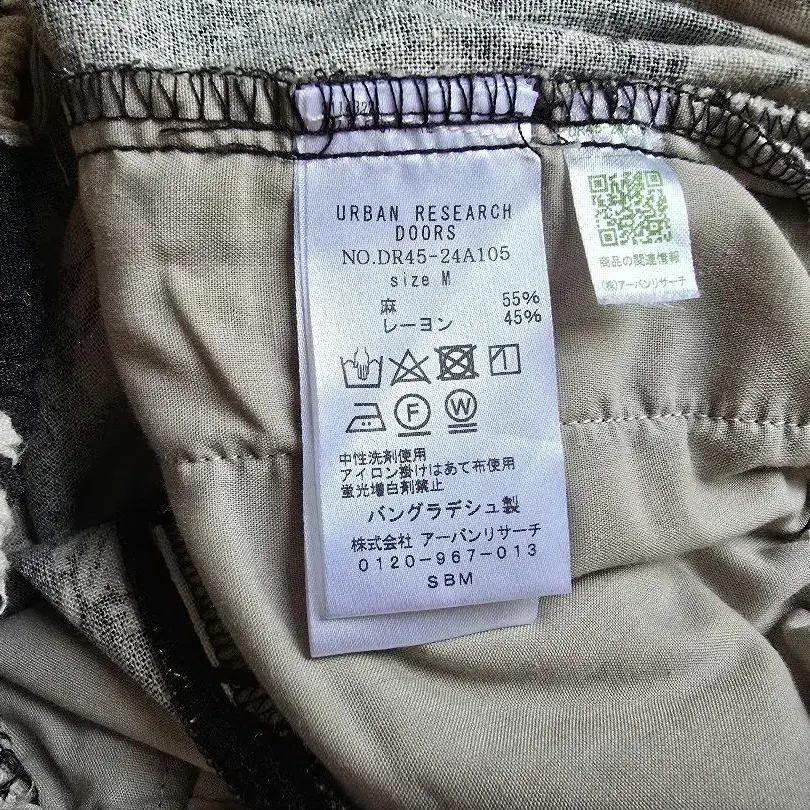 URBAN RESEARCH
DOORS
NO.DR45-24A105
size M
麻 55%
レーヨン 45%
F W
中性洗剤使用
アイロン掛けはあて布使用
蛍光増白剤禁止
バングラデシュ製
株式会社 アーバンリサーチ
0120-967-013
SBM
商品の関連情報
(株)アーバンリサーチ